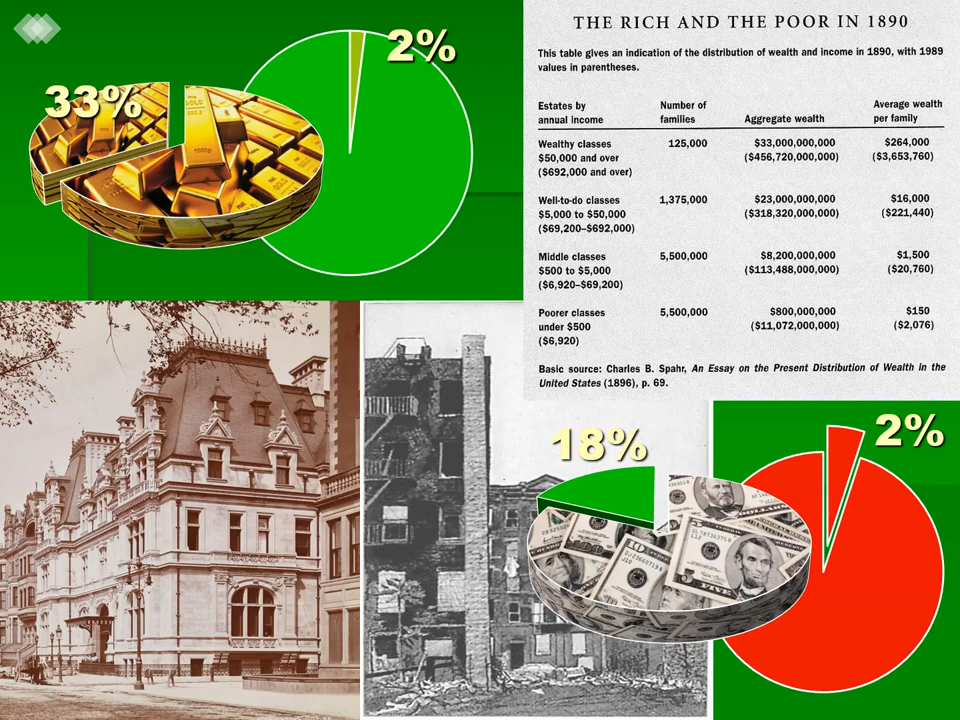 33%
2%
THE RICH AND THE POOR IN 1890
This table gives an indication of the distribution of wealth and income in 1890, with 1989
values in parentheses.
Estates by annual income | Number of families | Aggregate wealth | Average wealth per family
Wealthy classes 125,000 $33,000,000,000 $264,000
$50,000 and over ($456,720,000,000) ($3,653,760)
($692,000 and over)
Well-to-do classes 1,375,000 $23,000,000,000 $16,000
$5,000 to $50,000 ($318,320,000,000) ($221,440)
($69,200–$692,000)
Middle classes 5,500,000 $8,200,000,000 $1,500
$500 to $5,000 ($113,488,000,000) ($20,760)
($6,920–$69,200)
Poorer classes 5,500,000 $800,000,000 $150
under $500 ($11,072,000,000) ($2,076)
($6,920)
Basic source: Charles B. Spahr, An Essay on the Present Distribution of Wealth in the
United States (1896), p. 69.
18%
2%